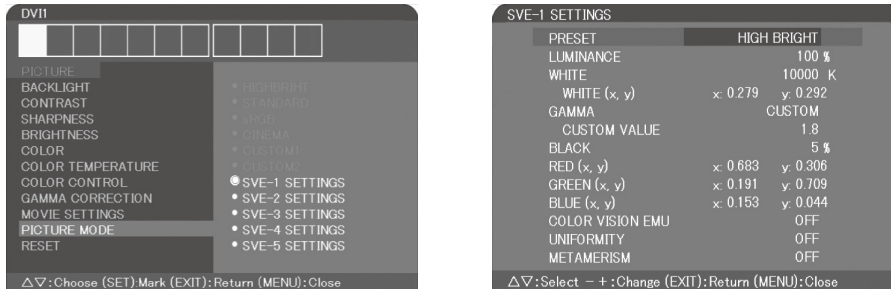 DVI1
PICTURE
BACKLIGHT
CONTRAST
SHARPNESS
BRIGHTNESS
COLOR
COLOR TEMPERATURE
COLOR CONTROL
GAMMA CORRECTION
MOVIE SETTINGS
PICTURE MODE
RESET
• HIGHBRIHT
• STANDARD
• sRGB
• CINEMA
• CUSTOM1
• CUSTOM2
SVE-1 SETTINGS
• SVE-2 SETTINGS
• SVE-3 SETTINGS
• SVE-4 SETTINGS
• SVE-5 SETTINGS
△▽:Choose (SET):Mark (EXIT):Return (MENU):Close
SVE-1 SETTINGS
PRESET HIGH BRIGHT
LUMINANCE 100 %
WHITE 10000 K
WHITE (x, y) x: 0.279 y: 0.292
GAMMA CUSTOM
CUSTOM VALUE 1.8
BLACK 5 %
RED (x, y) x: 0.683 y: 0.306
GREEN (x, y) x: 0.191 y: 0.709
BLUE (x, y) x: 0.153 y: 0.044
COLOR VISION EMU OFF
UNIFORMITY OFF
METAMERISM OFF
△▽:Select − +:Change (EXIT):Return (MENU):Close